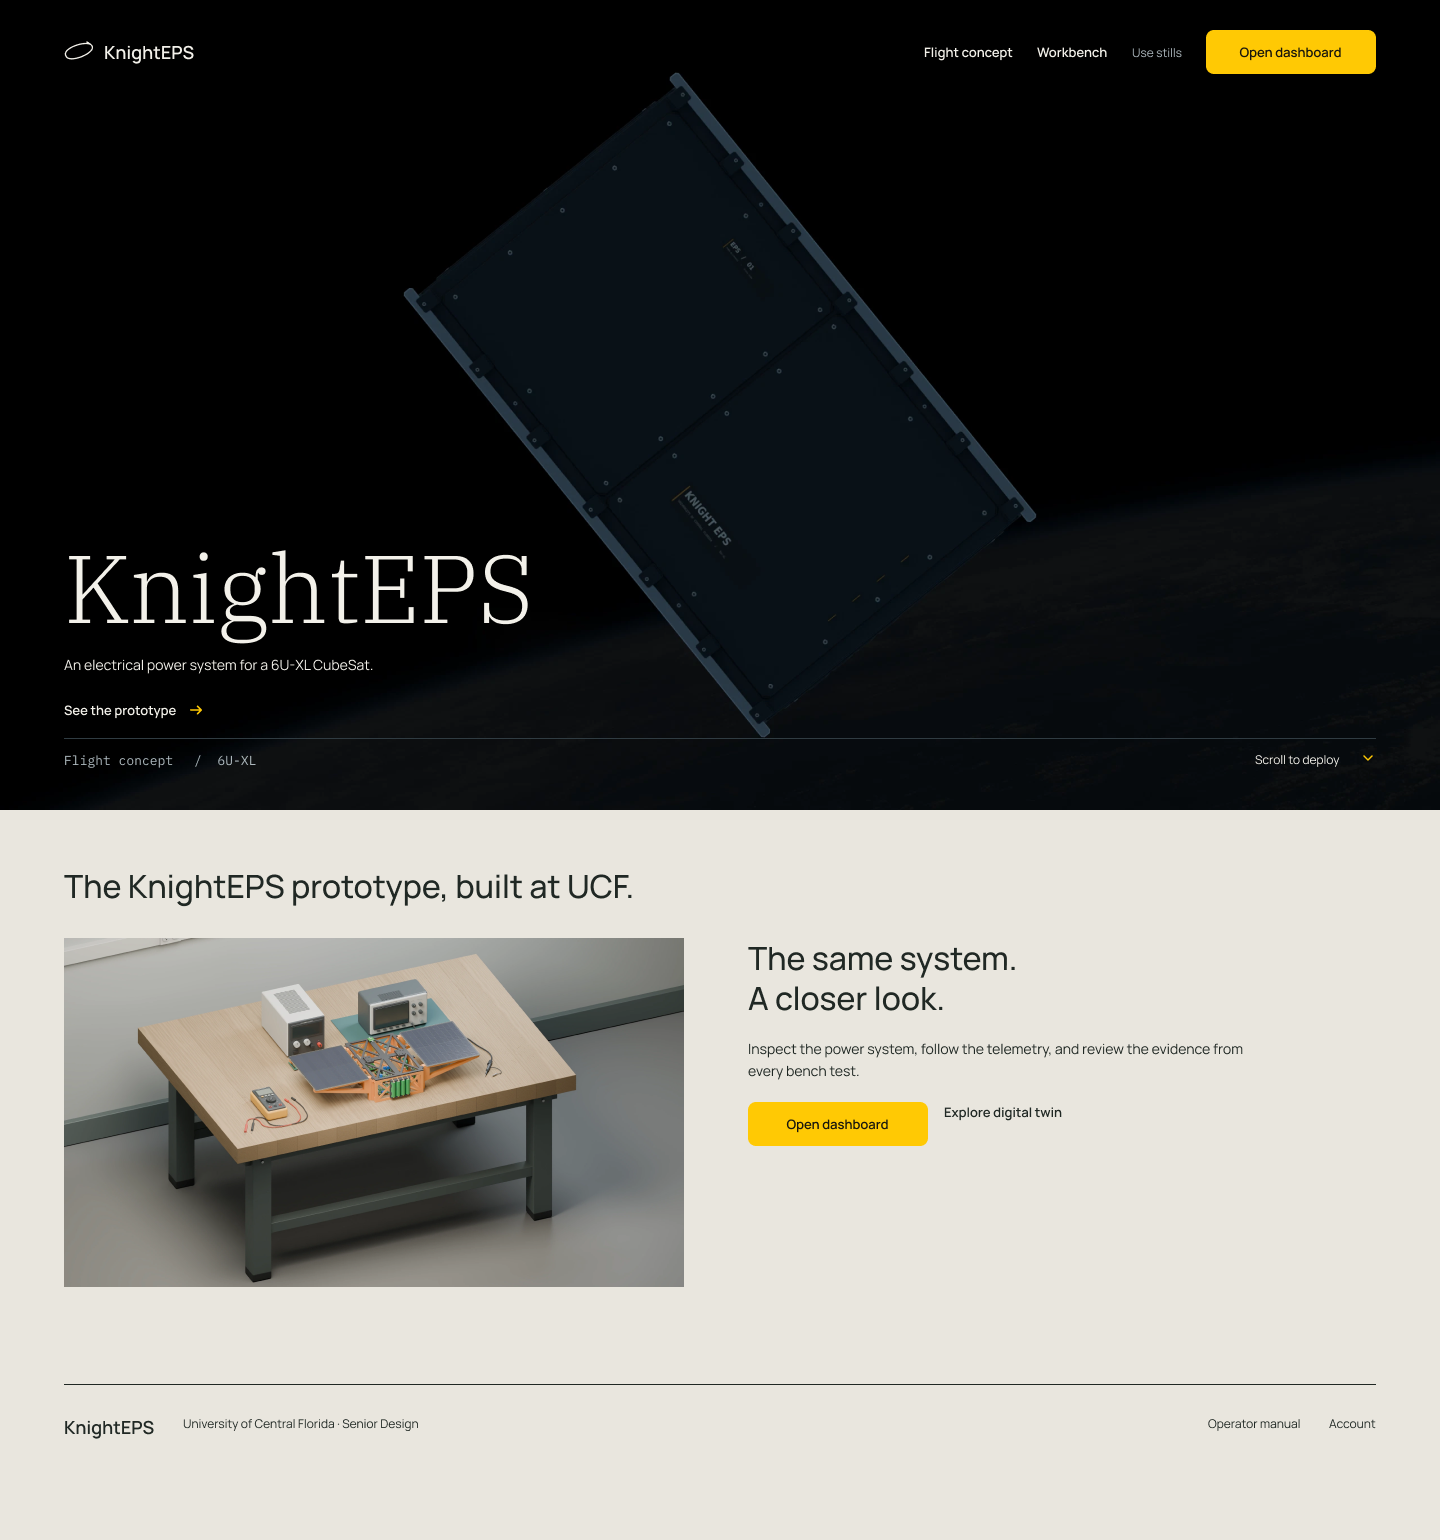 KnightEPS
Flight concept
Workbench
Use stills
Open dashboard
EPS / 01
KNIGHT EPS
KnightEPS
An electrical power system for a 6U-XL CubeSat.
See the prototype
Flight concept / 6U-XL
Scroll to deploy
The KnightEPS prototype, built at UCF.
The same system.
A closer look.
Inspect the power system, follow the telemetry, and review the evidence from
every bench test.
Open dashboard
Explore digital twin
KnightEPS
University of Central Florida · Senior Design
Operator manual
Account